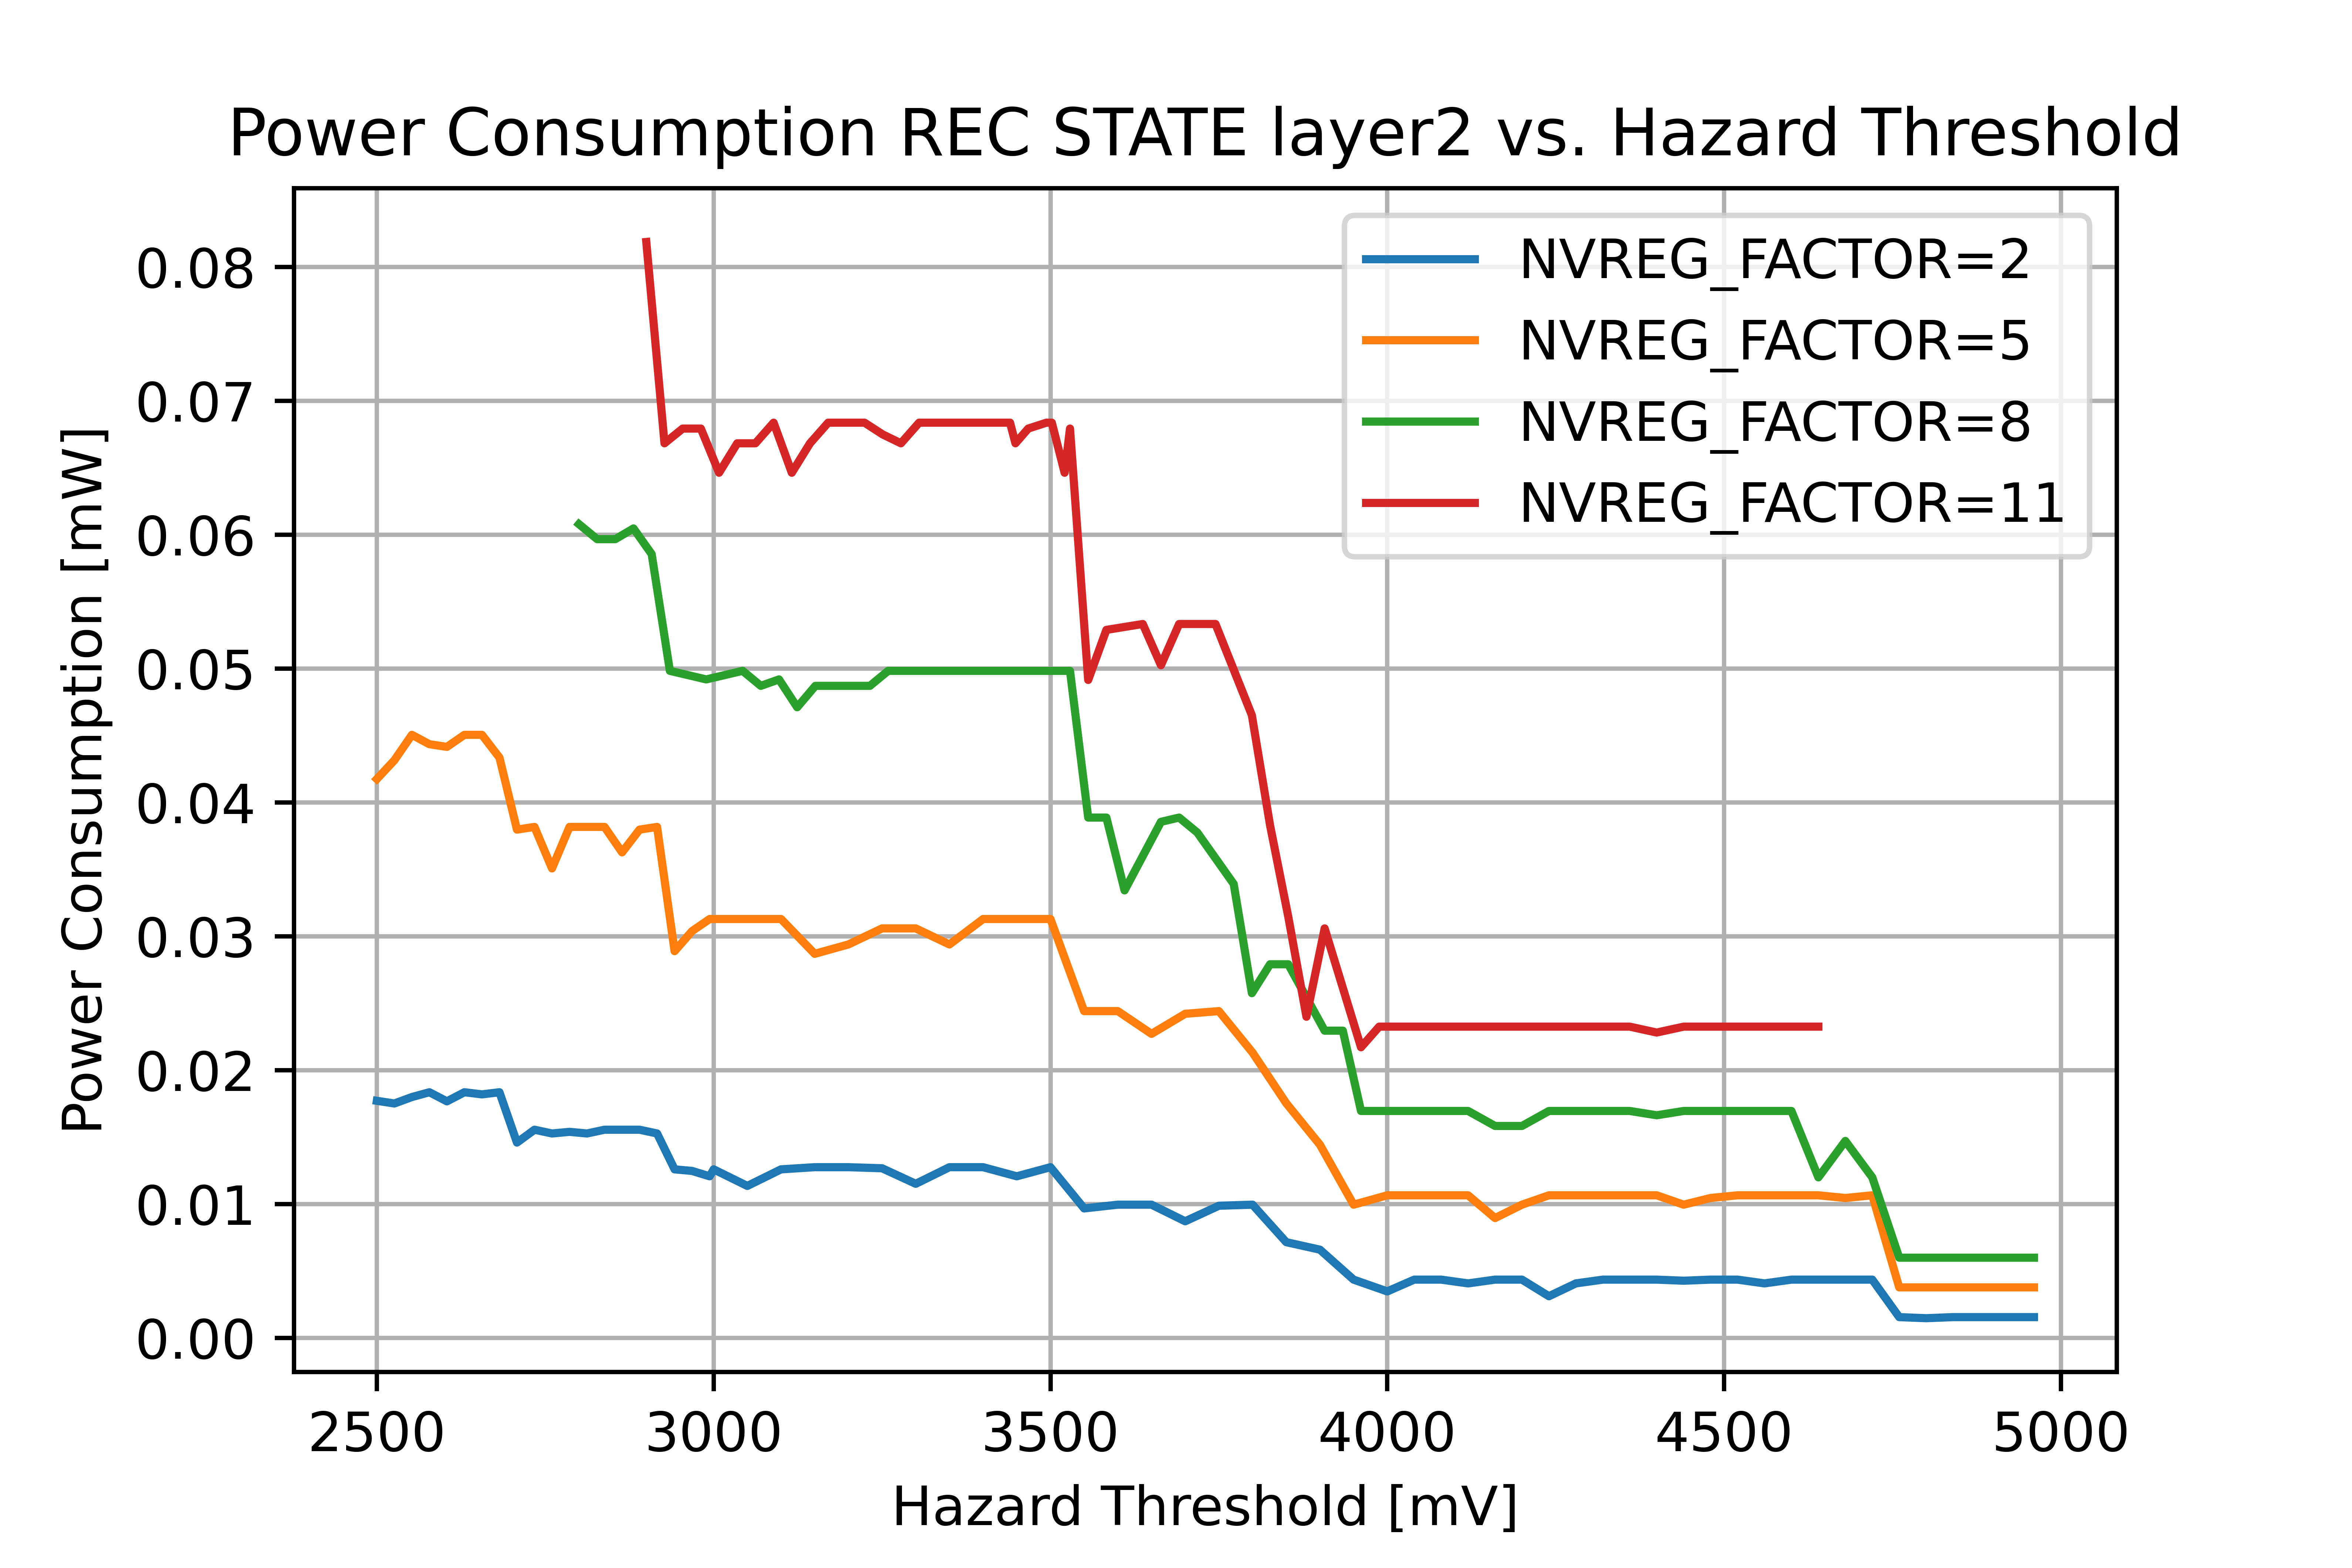 Power Consumption REC STATE layer2 vs. Hazard Threshold
NVREG_FACTOR=2
NVREG_FACTOR=5
NVREG_FACTOR=8
NVREG_FACTOR=11
Power Consumption [mW]
0.08
0.07
0.06
0.05
0.04
0.03
0.02
0.01
0.00
2500 3000 3500 4000 4500 5000
Hazard Threshold [mV]